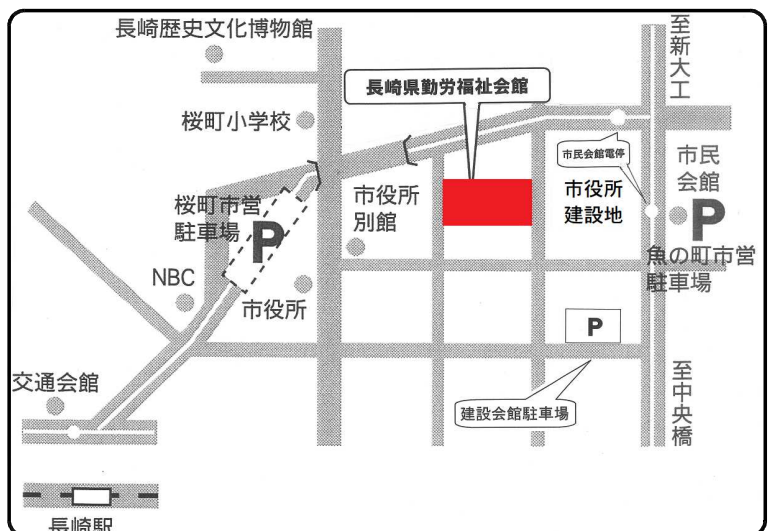 長崎歴史文化博物館
至新大工
長崎県勤労福祉会館
桜町小学校
市民会館電停
市民
会館
P
市役所
別館
市役所
建設地
桜町市営
駐車場
P
魚の町市営
駐車場
NBC
市役所
P
交通会館
至中央橋
建設会館駐車場
長崎駅